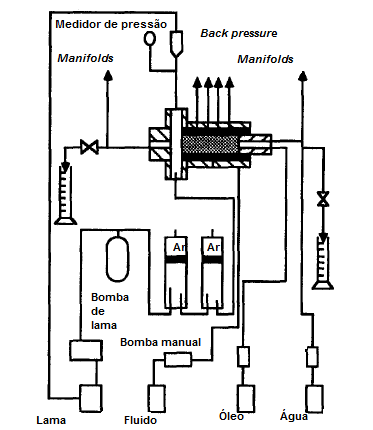 Medidor de pressão
Back pressure
Manifolds
Manifolds
Ar
Ar
Bomba
de
lama
Bomba manual
Lama
Fluido
Óleo
Água